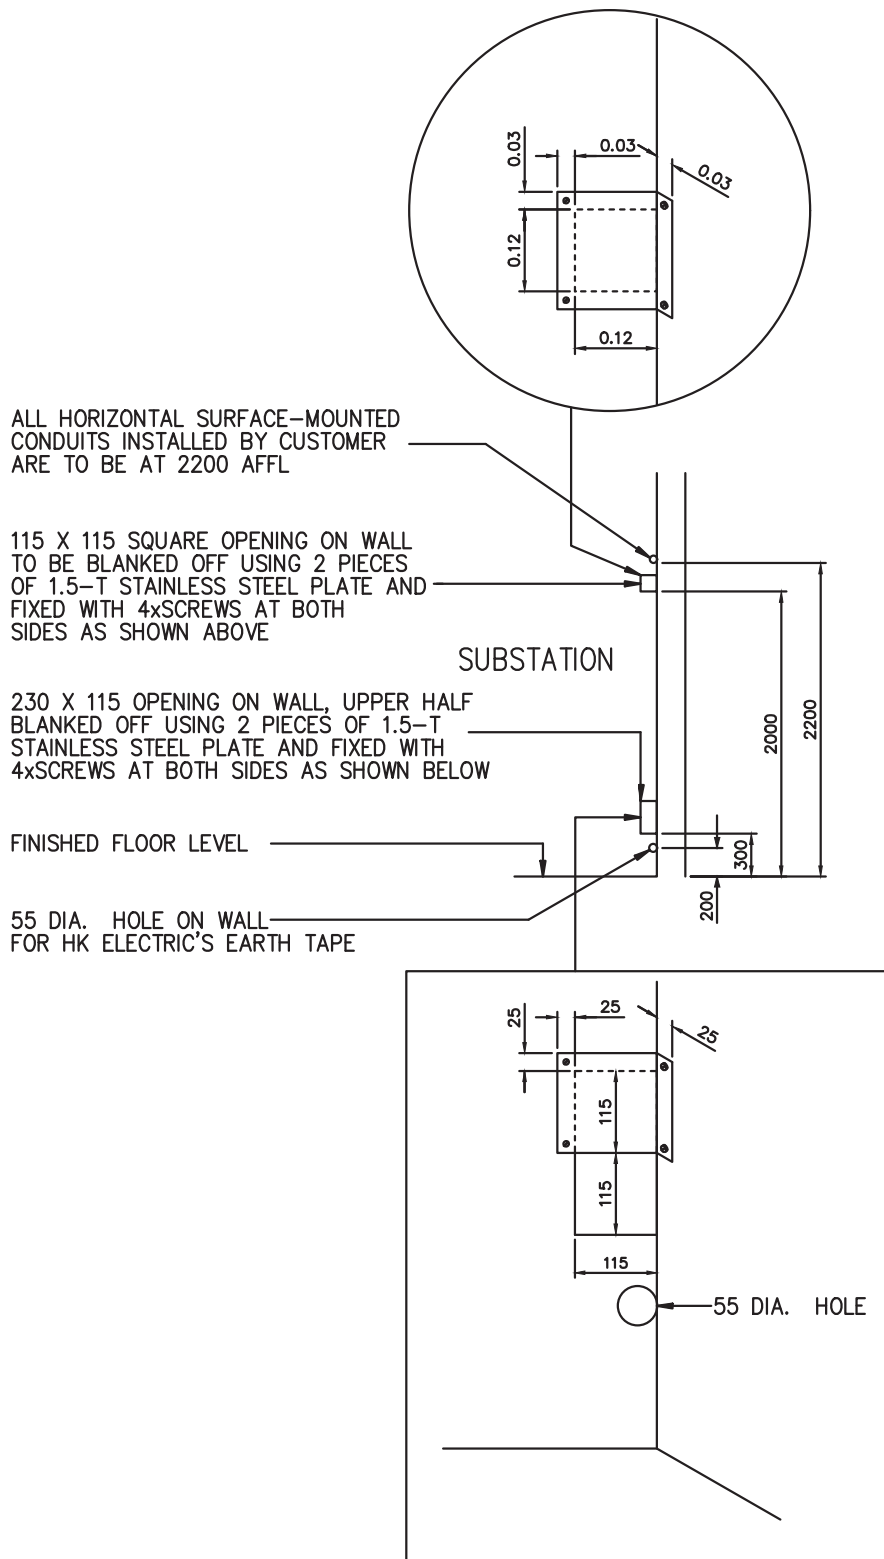 0.03
0.03
0.03
0.12
0.12
ALL HORIZONTAL SURFACE-MOUNTED
CONDUITS INSTALLED BY CUSTOMER
ARE TO BE AT 2200 AFFL
115 X 115 SQUARE OPENING ON WALL
TO BE BLANKED OFF USING 2 PIECES
OF 1.5-T STAINLESS STEEL PLATE AND
FIXED WITH 4xSCREWS AT BOTH
SIDES AS SHOWN ABOVE
SUBSTATION
230 X 115 OPENING ON WALL, UPPER HALF
BLANKED OFF USING 2 PIECES OF 1.5-T
STAINLESS STEEL PLATE AND FIXED WITH
4xSCREWS AT BOTH SIDES AS SHOWN BELOW
2000
2200
FINISHED FLOOR LEVEL
300
200
55 DIA. HOLE ON WALL
FOR HK ELECTRIC'S EARTH TAPE
25
25
25
115
115
115
55 DIA. HOLE